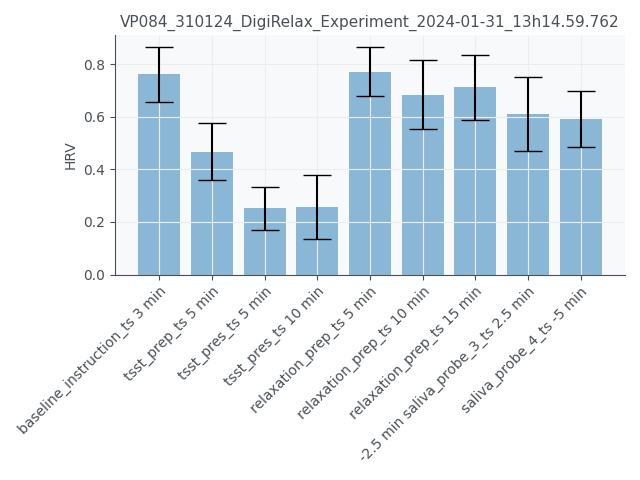 VP084_310124_DigiRelax_Experiment_2024-01-31_13h14.59.762
HRV
0.8
0.6
0.4
0.2
0.0
baseline_instruction_ts 3 min
tsst_prep_ts 5 min
tsst_pres_ts 5 min
tsst_pres_ts 10 min
relaxation_prep_ts 5 min
relaxation_prep_ts 10 min
relaxation_prep_ts 15 min
-2.5 min saliva_probe_3_ts 2.5 min
saliva_probe_4_ts -5 min